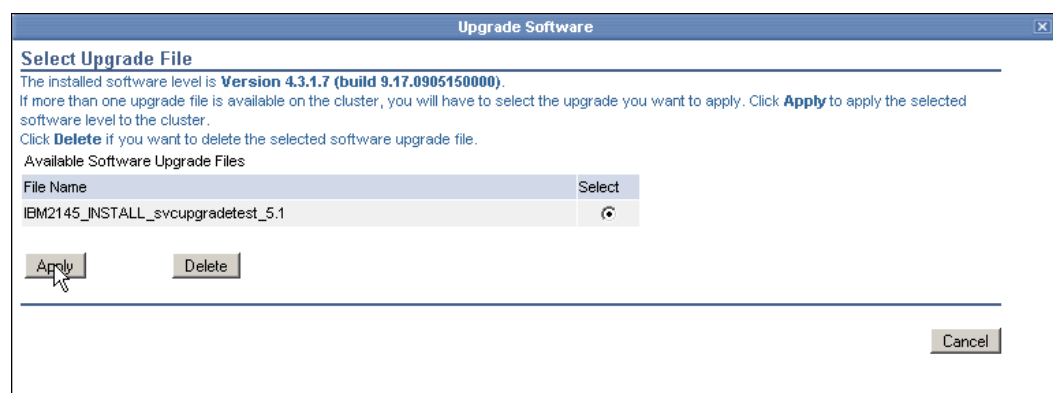 Upgrade Software
Select Upgrade File
The installed software level is Version 4.3.1.7 (build 9.17.0905150000).
If more than one upgrade file is available on the cluster, you will have to select the upgrade you want to apply. Click Apply to apply the selected
software level to the cluster.
Click Delete if you want to delete the selected software upgrade file.
Available Software Upgrade Files
File Name Select
IBM2145_INSTALL_svcupgradetest_5.1
Apply Delete
Cancel